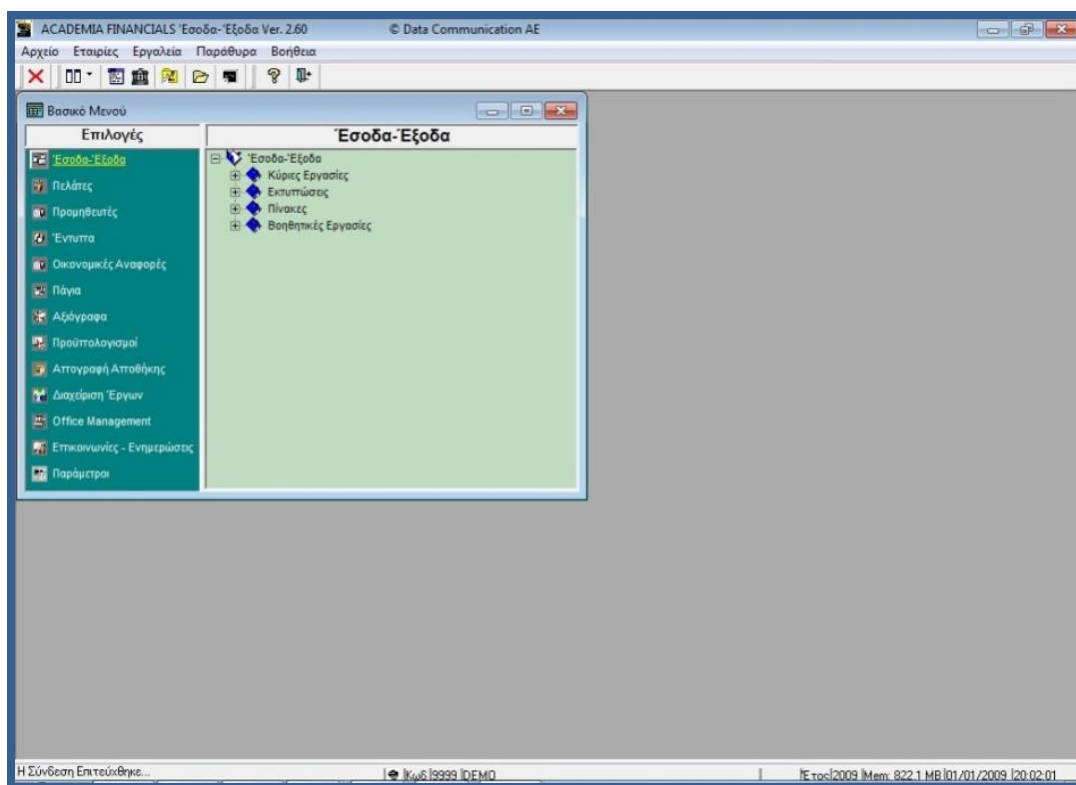 ACADEMIA FINANCIALS Έσοδα-Έξοδα Ver. 2.60 © Data Communication AE
Αρχείο Εταιρίες Εργαλεία Παράθυρα Βοήθεια
Βασικό Μενού
Επιλογές Έσοδα-Έξοδα
Έσοδα-Έξοδα Έσοδα-Έξοδα
Κύριες Εργασίες
Πελάτες
Εκτυπώσεις
Προμηθευτές Πίνακες
Βοηθητικές Εργασίες
Έντυπα
Οικονομικές Αναφορές
Πάγια
Αξιόγραφα
Προϋπολογισμοί
Απογραφή Αποθήκης
Διαχείριση Έργων
Office Management
Επικοινωνίες - Ενημερώσεις
Παράμετροι
Η Σύνδεση Επιτεύχθηκε... Κωδ 9999 DEMO Έτος 2009 Mem: 822.1 MB 01/01/2009 20:02:01